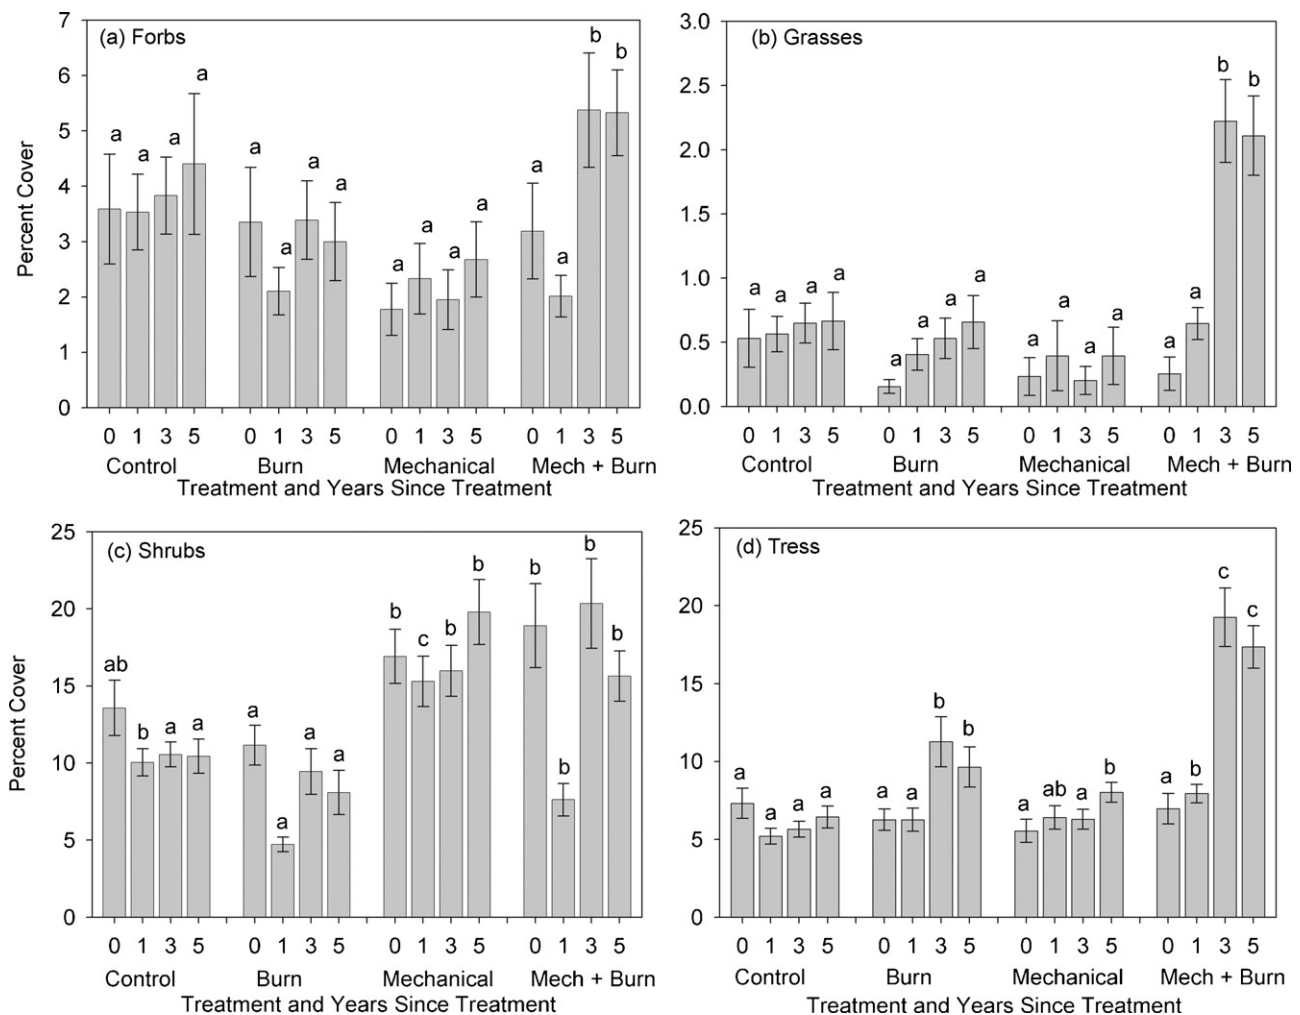 (a) Forbs
Percent Cover
7
6
5
4
3
2
1
0
a a a a a a a a a a a a a a b b
0 1 3 5 0 1 3 5 0 1 3 5 0 1 3 5
Control Burn Mechanical Mech + Burn
Treatment and Years Since Treatment
(b) Grasses
3.0
2.5
2.0
1.5
1.0
0.5
0.0
a a a a a a a a a a a a a a b b
0 1 3 5 0 1 3 5 0 1 3 5 0 1 3 5
Control Burn Mechanical Mech + Burn
Treatment and Years Since Treatment
(c) Shrubs
Percent Cover
25
20
15
10
5
0
ab b a a a a a a b c b b b b b b
0 1 3 5 0 1 3 5 0 1 3 5 0 1 3 5
Control Burn Mechanical Mech + Burn
Treatment and Years Since Treatment
(d) Tress
25
20
15
10
5
0
a a a a a a b b a ab a b a b c c
0 1 3 5 0 1 3 5 0 1 3 5 0 1 3 5
Control Burn Mechanical Mech + Burn
Treatment and Years Since Treatment